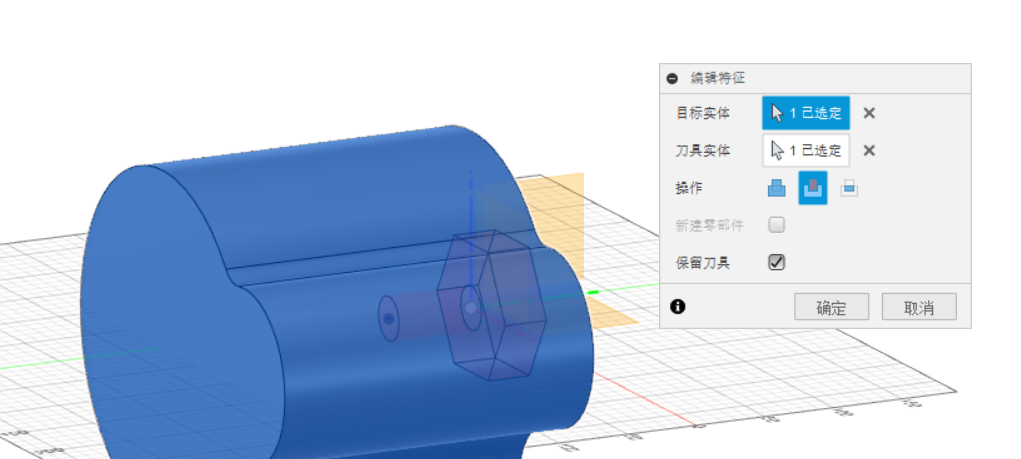 编辑特征
目标实体 1 已选定
刀具实体 1 已选定
操作
新建零部件
保留刀具
确定 取消